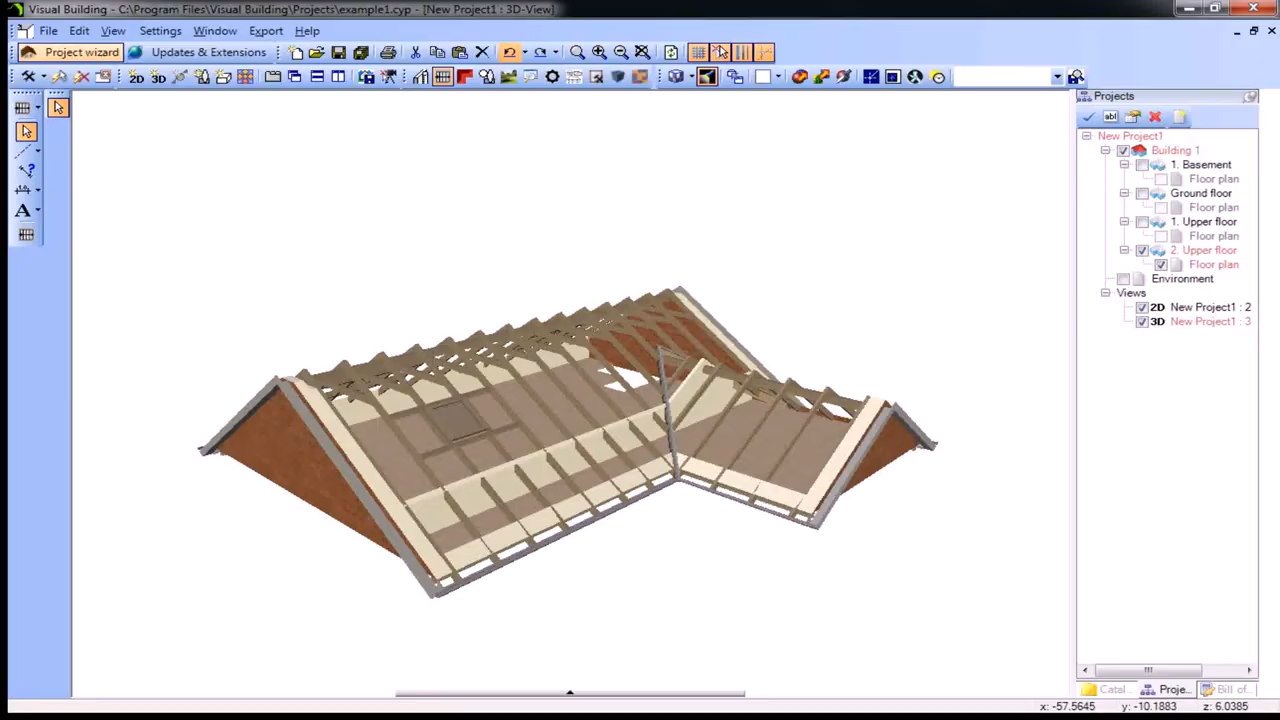 Visual Building - C:\Program Files\Visual Building\Projects\example1.cyp - [New Project1 : 3D-View]
File Edit View Settings Window Export Help
Project wizard Updates & Extensions
2D 3D
Projects
abl
New Project1
Building 1
1. Basement
Floor plan
Ground floor
Floor plan
1. Upper floor
Floor plan
2. Upper floor
Floor plan
Environment
Views
2D New Project1 : 2
3D New Project1 : 3
A
Catal... Proje... Bill of...
x: -57.5645 y: -10.1883 z: 6.0385